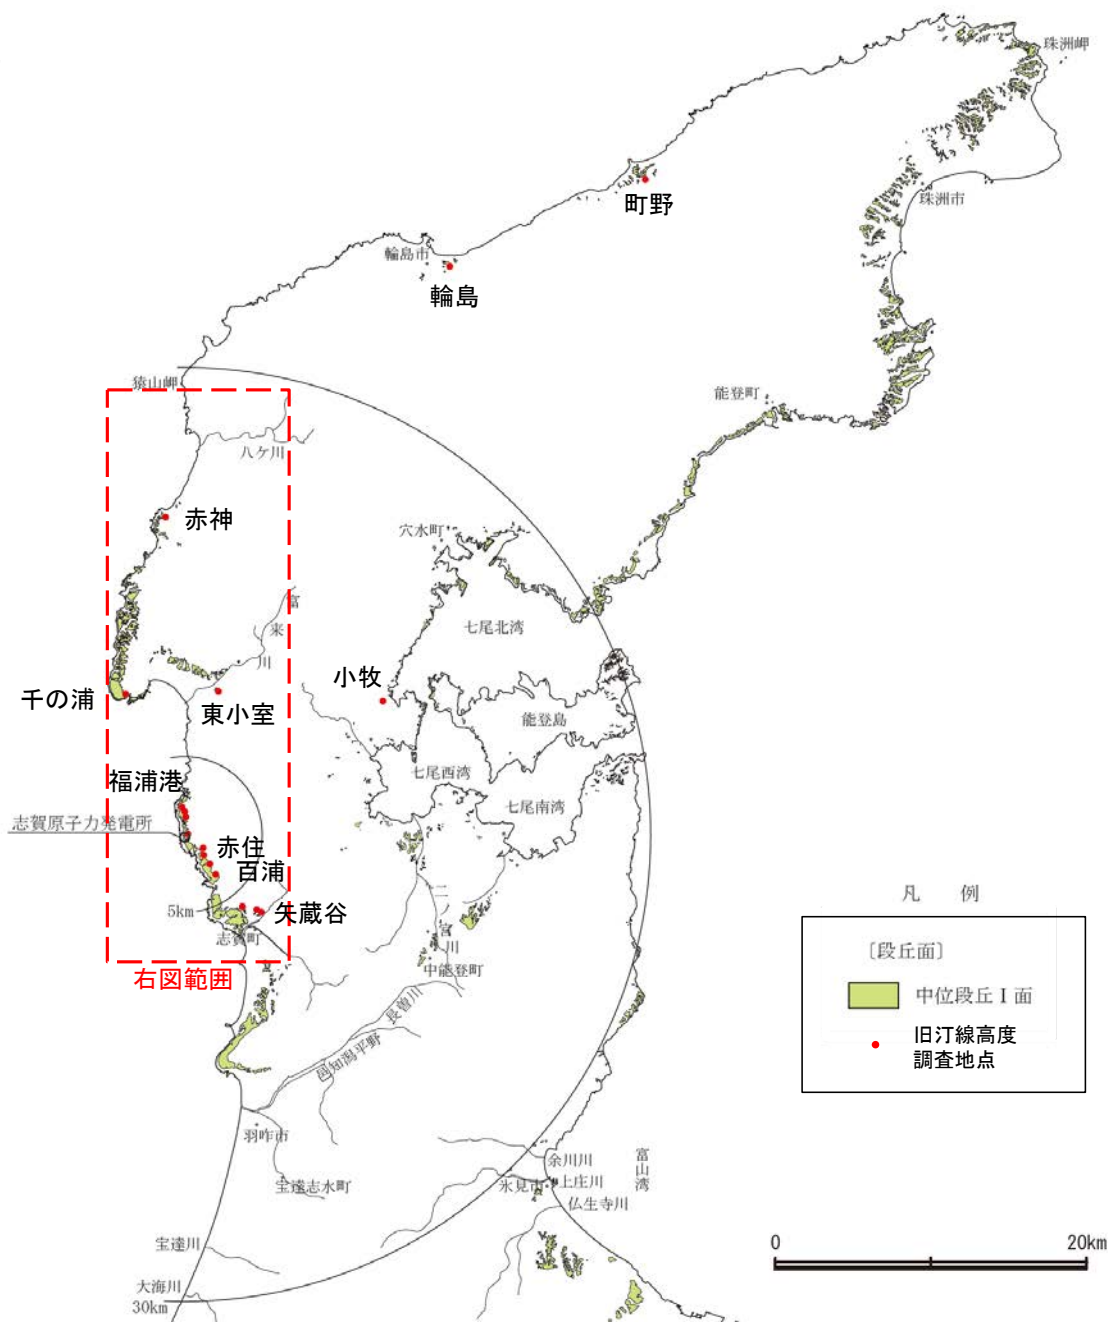 珠洲岬
町野
珠洲市
輪島市
輪島
猿山岬
能登町
八ケ川
赤神
穴水町
富来川
七尾北湾
小牧
千の浦
東小室
能登島
七尾西湾
福浦港
七尾南湾
志賀原子力発電所
赤住
百浦
5km
矢蔵谷
志賀町
二宮川
中能登町
右図範囲
長曽川
邑知潟平野
羽咋市
宝達志水町
余川川
氷見市
上庄川
仏生寺川
富山湾
宝達川
大海川
30km
凡例
〔段丘面〕
中位段丘Ⅰ面
旧汀線高度
調査地点
0 20km